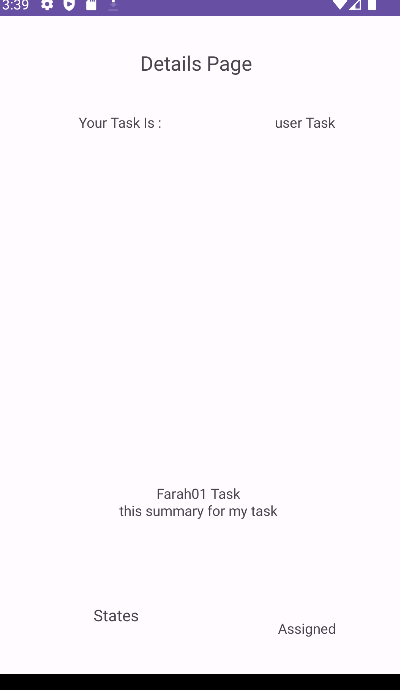 3:39
Details Page
Your Task Is : user Task
Farah01 Task
this summary for my task
States
Assigned